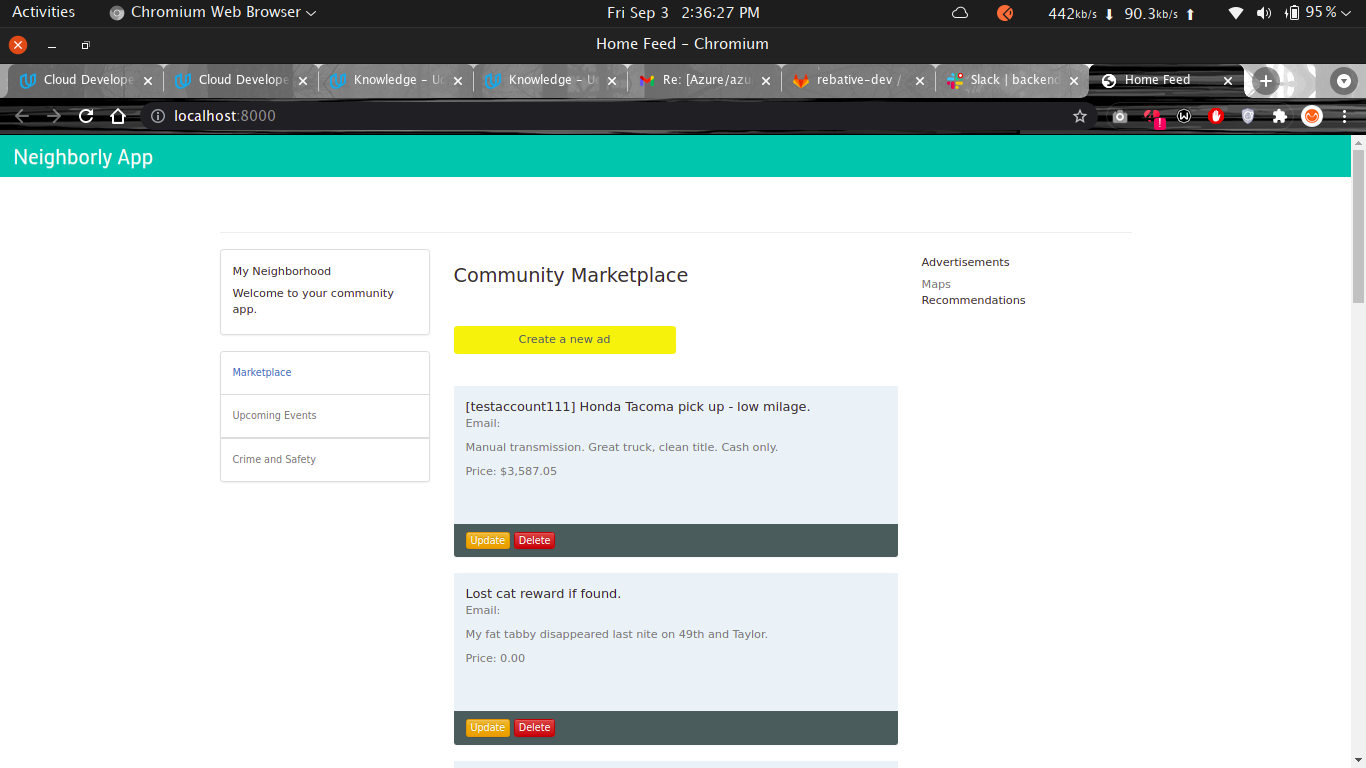 Activities Chromium Web Browser Fri Sep 3 2:36:27 PM 442kb/s 90.3kb/s 95%
Home Feed – Chromium
Cloud Develope Cloud Develope Knowledge – Ud Knowledge – Ud Re: [Azure/azu rebative-dev / Slack | backend Home Feed
localhost:8000
Neighborly App
My Neighborhood
Welcome to your community
app.
Marketplace
Upcoming Events
Crime and Safety
Community Marketplace
Create a new ad
[testaccount111] Honda Tacoma pick up - low milage.
Email:
Manual transmission. Great truck, clean title. Cash only.
Price: $3,587.05
Update Delete
Lost cat reward if found.
Email:
My fat tabby disappeared last nite on 49th and Taylor.
Price: 0.00
Update Delete
Advertisements
Maps
Recommendations